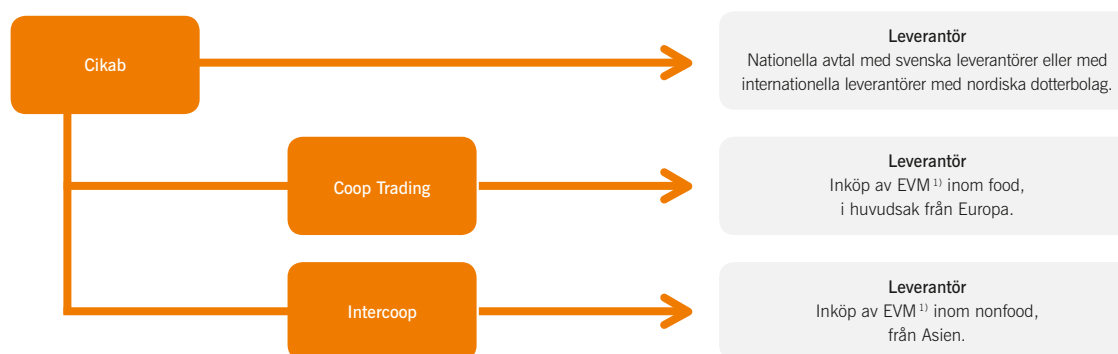 Cikab
Leverantör
Nationella avtal med svenska leverantörer eller med
internationella leverantörer med nordiska dotterbolag.
Coop Trading
Leverantör
Inköp av EVM 1) inom food,
i huvudsak från Europa.
Intercoop
Leverantör
Inköp av EVM 1) inom nonfood,
från Asien.